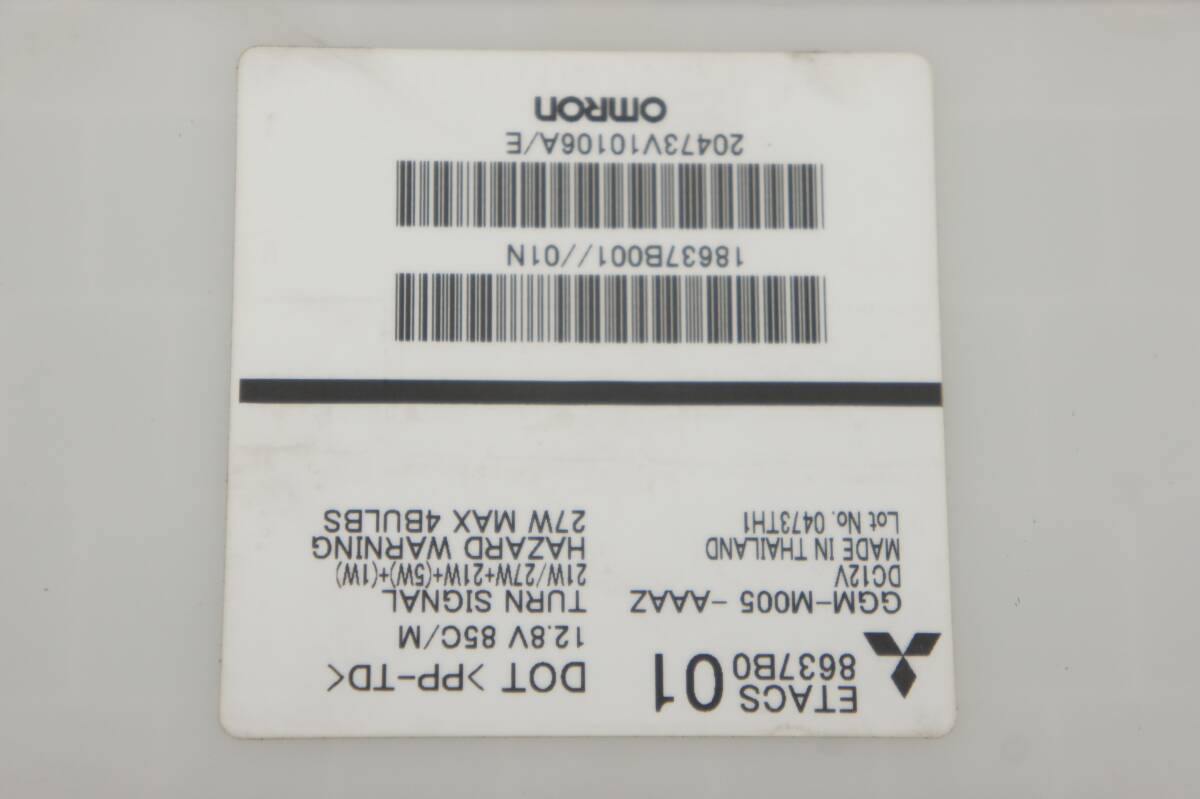 ETACS
8637B0 01
GGM-M005-AAAZ
DC12V
MADE IN THAILAND
Lot No. 0473TH1
DOT >PP-TD<
12.8V 85C/M
TURN SIGNAL
21W/27W+21W+(5W)+(1W)
HAZARD WARNING
27W MAX 4BULBS
18637B001//01N
20473V10106A/E
OMRON